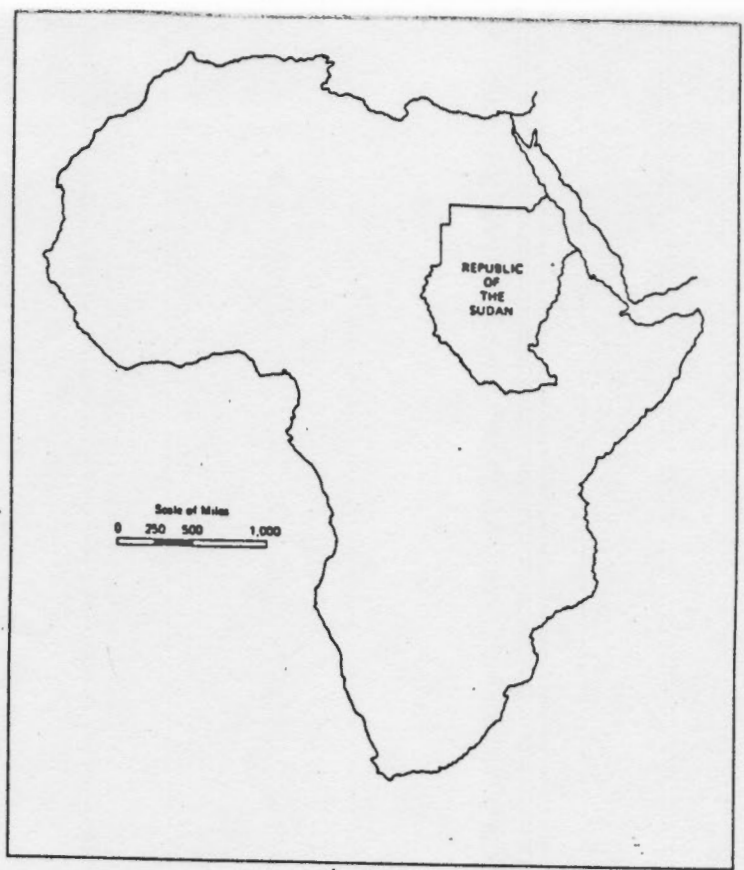 REPUBLIC
OF
THE
SUDAN
Scale of Miles
0 250 500 1,000